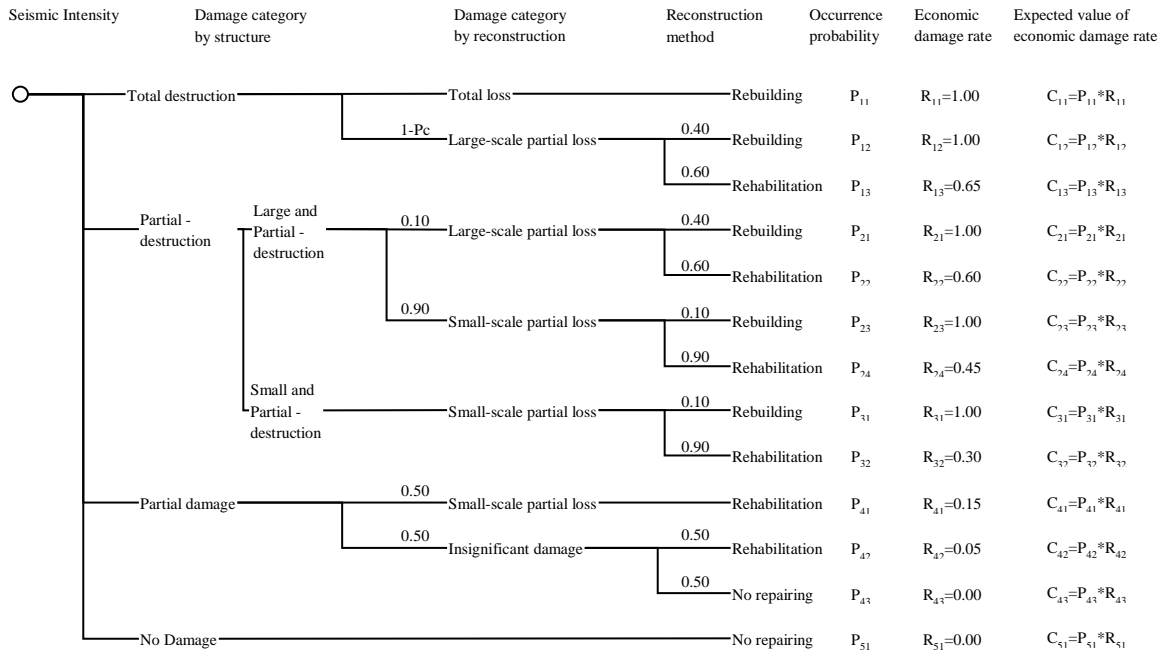 Seismic Intensity Damage category by structure Damage category by reconstruction Reconstruction method Occurrence probability Economic damage rate Expected value of economic damage rate
Total destruction Total loss Rebuilding P11 R11=1.00 C11=P11*R11
1-Pc Large-scale partial loss 0.40 Rebuilding P12 R12=1.00 C12=P12*R12
0.60 Rehabilitation P13 R13=0.65 C13=P13*R13
Partial - destruction Large and Partial - destruction 0.10 Large-scale partial loss 0.40 Rebuilding P21 R21=1.00 C21=P21*R21
0.60 Rehabilitation P22 R22=0.60 C22=P22*R22
0.90 Small-scale partial loss 0.10 Rebuilding P23 R23=1.00 C23=P23*R23
0.90 Rehabilitation P24 R24=0.45 C24=P24*R24
Small and Partial - destruction Small-scale partial loss 0.10 Rebuilding P31 R31=1.00 C31=P31*R31
0.90 Rehabilitation P32 R32=0.30 C32=P32*R32
Partial damage 0.50 Small-scale partial loss Rehabilitation P41 R41=0.15 C41=P41*R41
0.50 Insignificant damage 0.50 Rehabilitation P42 R42=0.05 C42=P42*R42
0.50 No repairing P43 R43=0.00 C43=P43*R43
No Damage No repairing P51 R51=0.00 C51=P51*R51